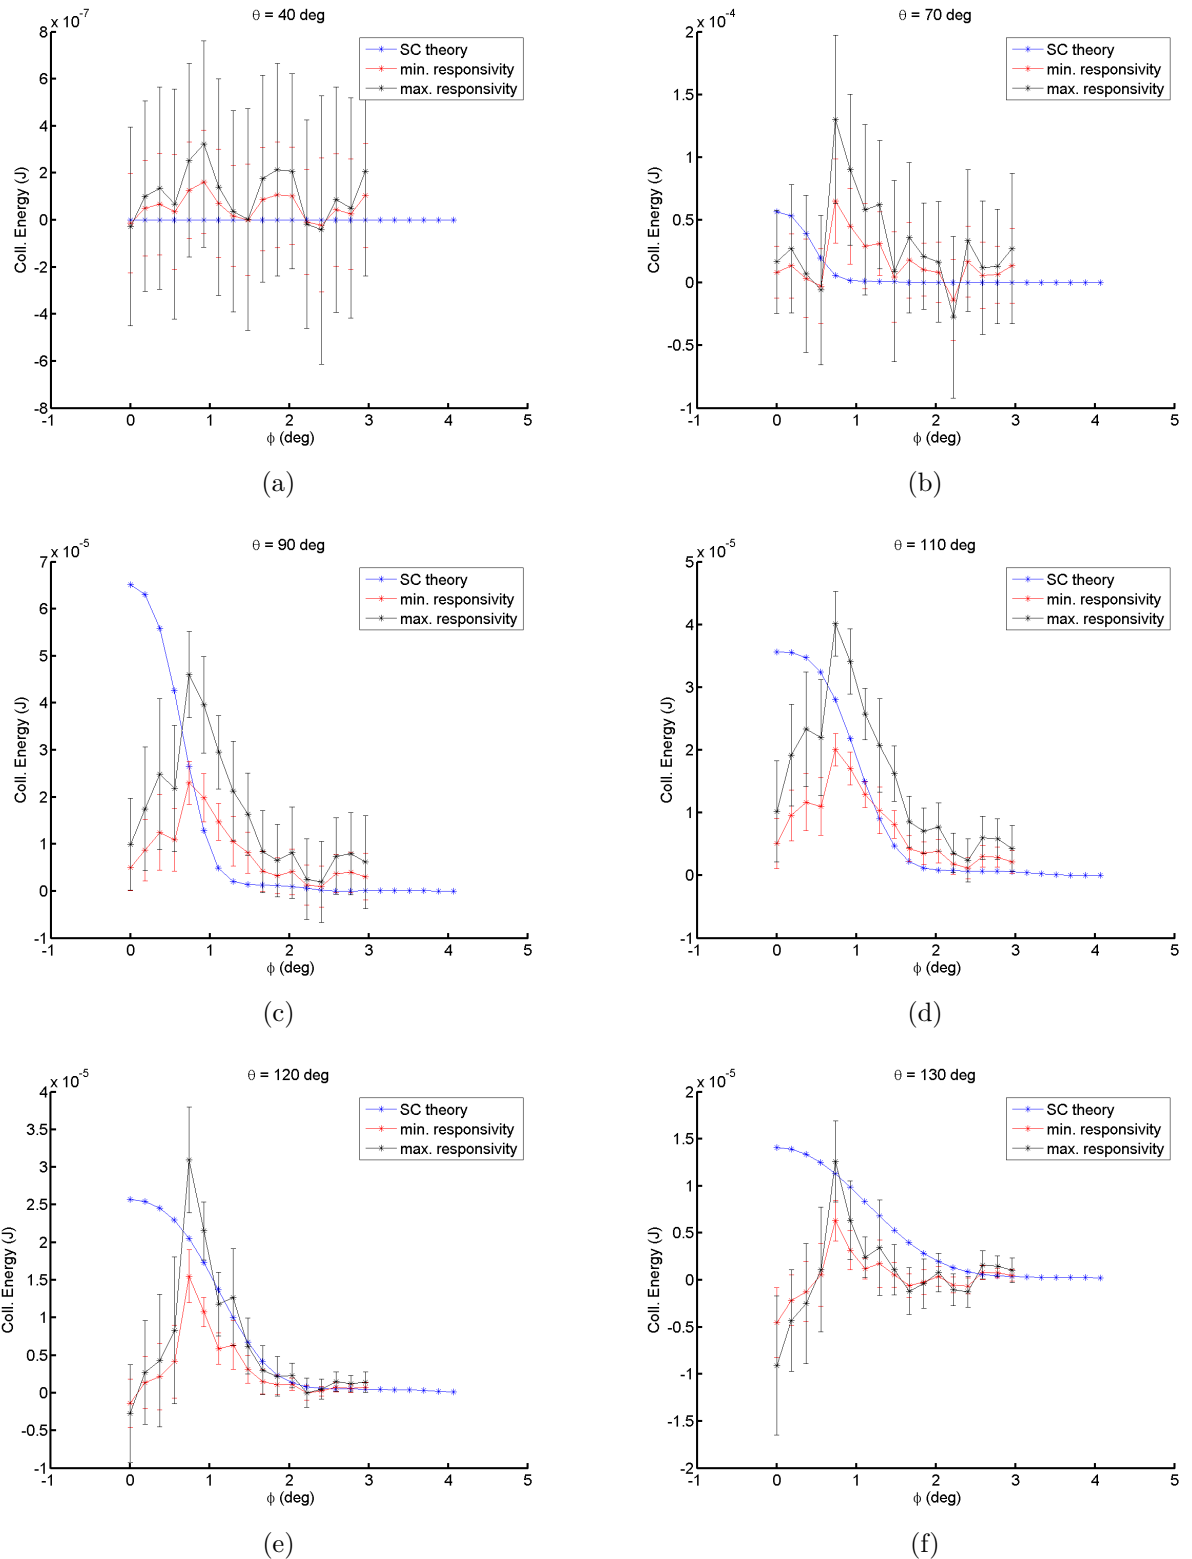 x 10^-7
θ = 40 deg
8
6
4
2
0
-2
-4
-6
-8
Coll. Energy (J)
-1 0 1 2 3 4 5
ϕ (deg)
SC theory
min. responsivity
max. responsivity
(a)
x 10^-4
θ = 70 deg
2
1.5
1
0.5
0
-0.5
-1
Coll. Energy (J)
-1 0 1 2 3 4 5
ϕ (deg)
SC theory
min. responsivity
max. responsivity
(b)
x 10^-5
θ = 90 deg
7
6
5
4
3
2
1
0
-1
Coll. Energy (J)
-1 0 1 2 3 4 5
ϕ (deg)
SC theory
min. responsivity
max. responsivity
(c)
x 10^-5
θ = 110 deg
5
4
3
2
1
0
-1
Coll. Energy (J)
-1 0 1 2 3 4 5
ϕ (deg)
SC theory
min. responsivity
max. responsivity
(d)
x 10^-5
θ = 120 deg
4
3.5
3
2.5
2
1.5
1
0.5
0
-0.5
-1
Coll. Energy (J)
-1 0 1 2 3 4 5
ϕ (deg)
SC theory
min. responsivity
max. responsivity
(e)
x 10^-5
θ = 130 deg
2
1.5
1
0.5
0
-0.5
-1
-1.5
-2
Coll. Energy (J)
-1 0 1 2 3 4 5
ϕ (deg)
SC theory
min. responsivity
max. responsivity
(f)